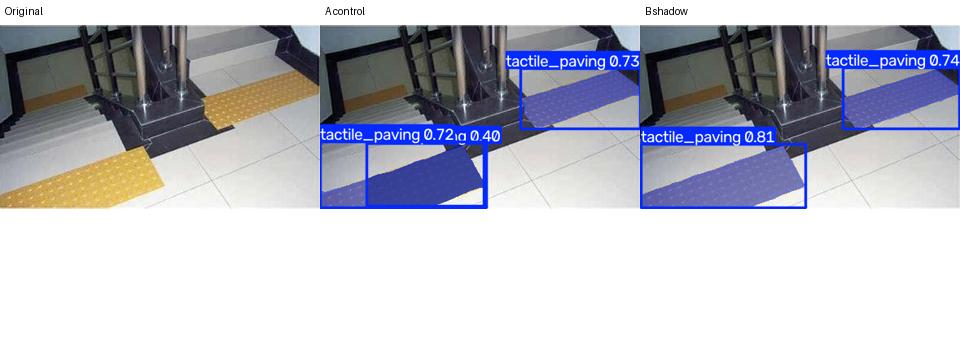 Original
Acontrol
Bshadow
tactile_paving 0.73
tactile_paving 0.74
tactile_paving 0.72
g 0.40
tactile_paving 0.81